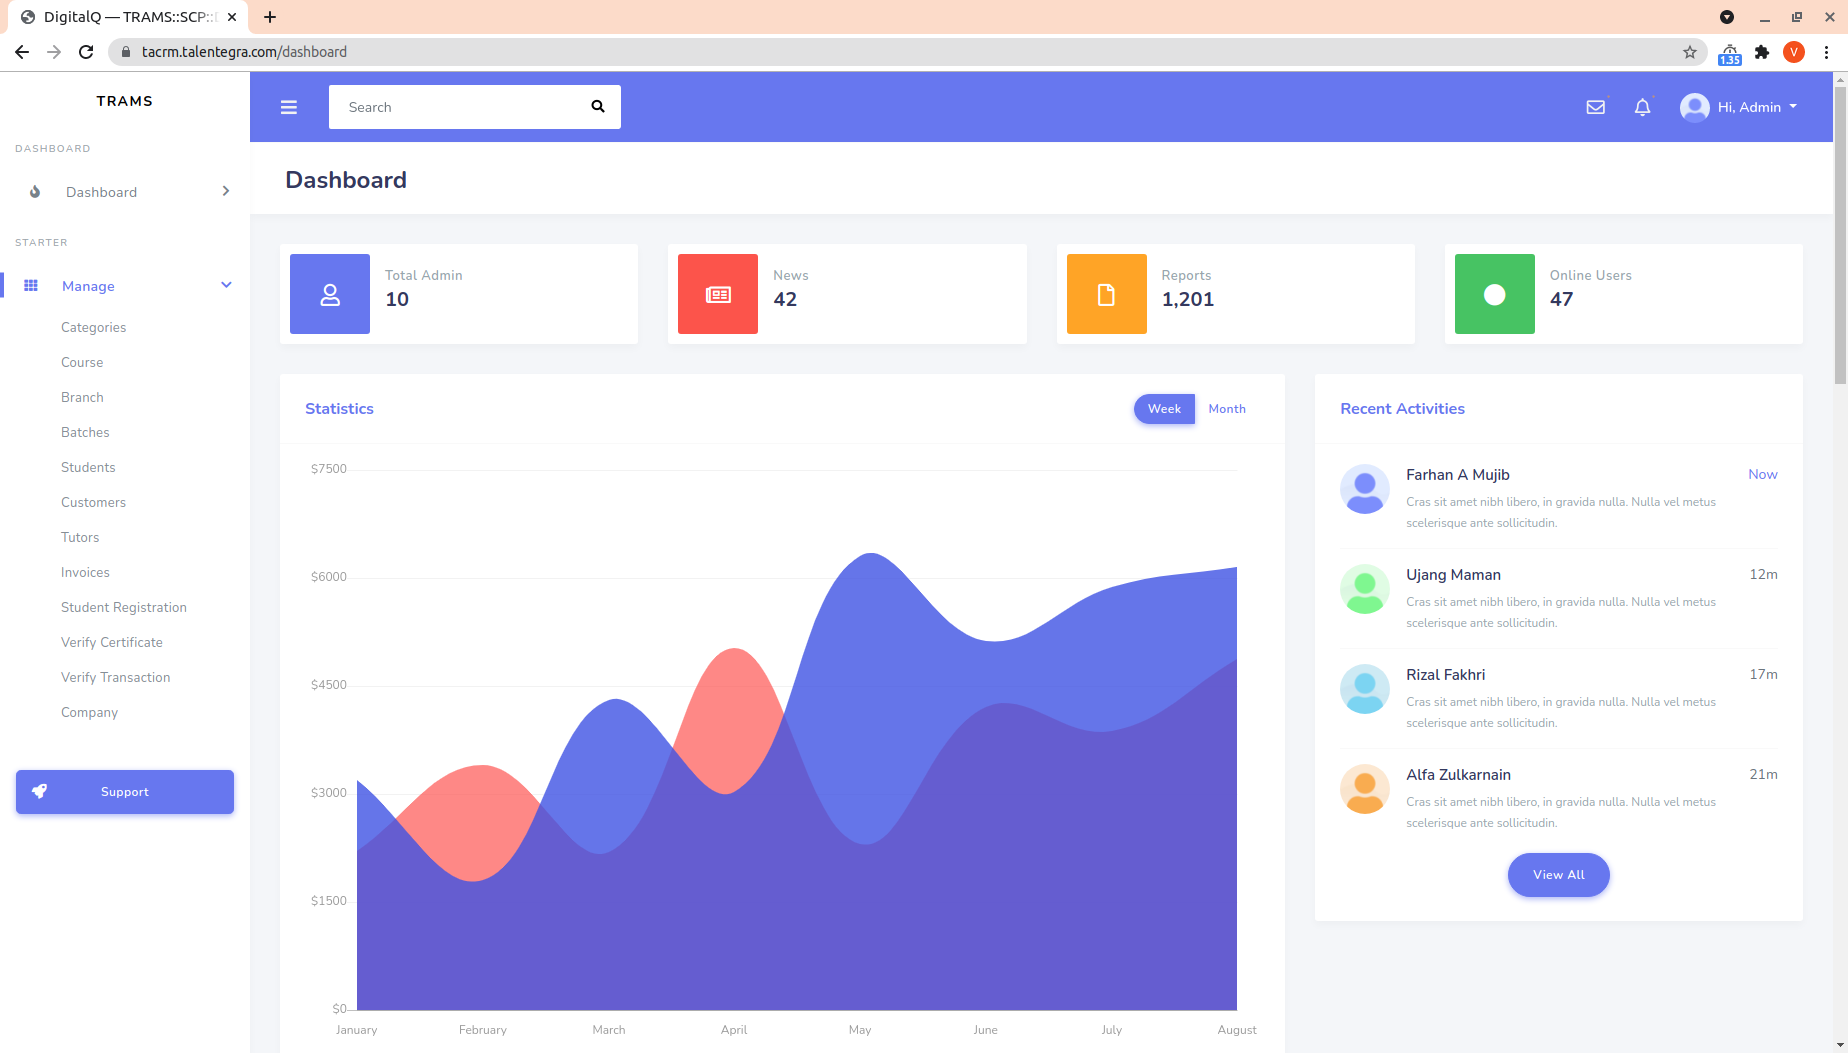 DigitalQ — TRAMS::SCP::
tacrm.talentegra.com/dashboard
1.35
V
TRAMS
Search
Hi, Admin
DASHBOARD
Dashboard
STARTER
Manage
Categories
Course
Branch
Batches
Students
Customers
Tutors
Invoices
Student Registration
Verify Certificate
Verify Transaction
Company
Support
Dashboard
Total Admin
10
News
42
Reports
1,201
Online Users
47
Statistics
Week
Month
$7500
$6000
$4500
$3000
$1500
$0
January February March April May June July August
Recent Activities
Farhan A Mujib
Now
Cras sit amet nibh libero, in gravida nulla. Nulla vel metus
scelerisque ante sollicitudin.
Ujang Maman
12m
Cras sit amet nibh libero, in gravida nulla. Nulla vel metus
scelerisque ante sollicitudin.
Rizal Fakhri
17m
Cras sit amet nibh libero, in gravida nulla. Nulla vel metus
scelerisque ante sollicitudin.
Alfa Zulkarnain
21m
Cras sit amet nibh libero, in gravida nulla. Nulla vel metus
scelerisque ante sollicitudin.
View All